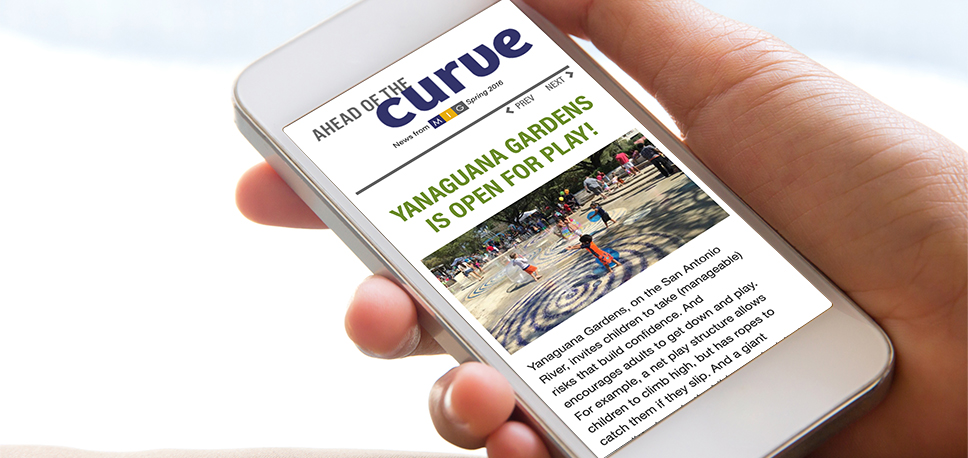 AHEAD OF THE
curve
News from MIG Spring 2016
PREV NEXT
YANAGUANA GARDENS
IS OPEN FOR PLAY!
Yanaguana Gardens, on the San Antonio
River, invites children to take (manageable)
risks that build confidence. And
encourages adults to get down and play.
For example, a net play structure allows
children to climb high, but has ropes to
catch them if they slip. And a giant